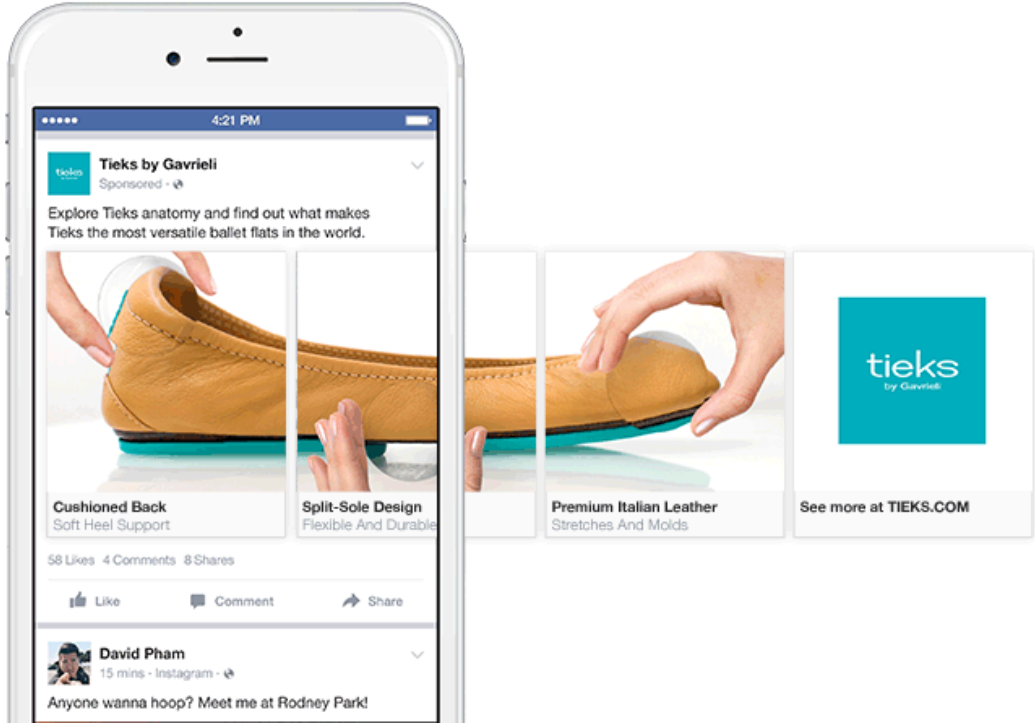 4:21 PM
tieks
Tieks by Gavrieli
Sponsored ·
Explore Tieks anatomy and find out what makes
Tieks the most versatile ballet flats in the world.
tieks
by Gavrieli
Cushioned Back
Soft Heel Support
Split-Sole Design
Flexible And Durable
Premium Italian Leather
Stretches And Molds
See more at TIEKS.COM
58 Likes 4 Comments 8 Shares
Like Comment Share
David Pham
15 mins · Instagram ·
Anyone wanna hoop? Meet me at Rodney Park!